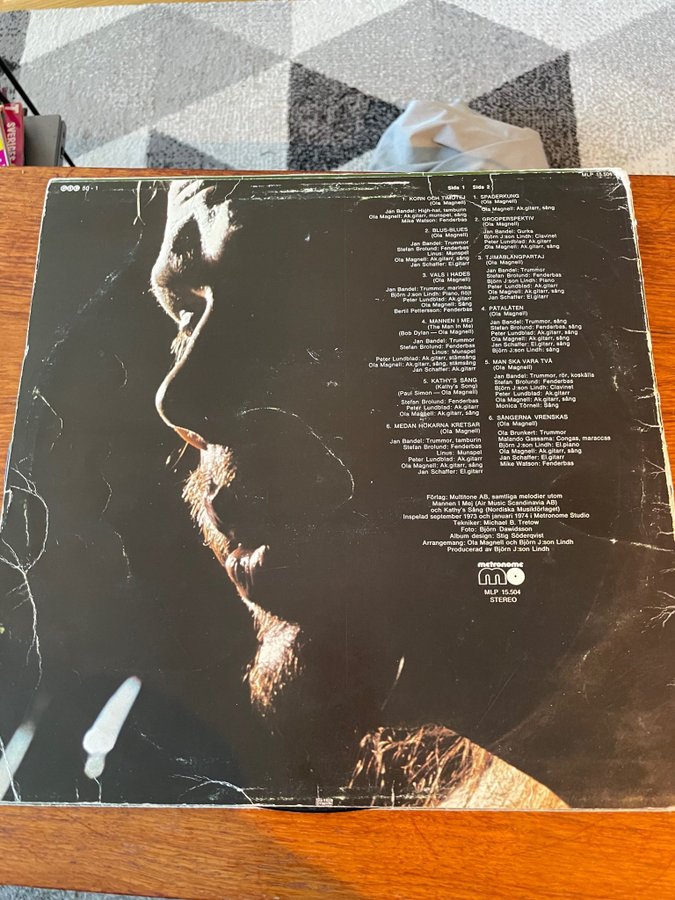 SVERIGE
50 - 1
MLP 15.504
Side 1 Side 2
1. KORN OCH TIMOTEJ
(Ola Magnell)
Jan Bandel: High-hat, tamburin
Ola Magnell: Ak.gitarr, munspel, sång
Mike Watson: Fenderbas
2. BLUS-BLUES
(Ola Magnell)
Jan Bandel: Trummor
Stefan Brolund: Fenderbas
Linus: Munspel
Ola Magnell: Ak.gitarr, sång
Jan Schaffer: El.gitarr
3. VALS I HADES
(Ola Magnell)
Jan Bandel: Trummor, marimba
Björn J:son Lindh: Piano, flöjt
Peter Lundblad: Ak.gitarr
Ola Magnell: Sång
Bertil Pettersson: Fenderbas
4. MANNEN I MEJ
(The Man in Me)
(Bob Dylan — Ola Magnell)
Jan Bandel: Trummor
Stefan Brolund: Fenderbas
Linus: Munspel
Peter Lundblad: Ak.gitarr, stämsång
Ola Magnell: Ak.gitarr, sång, stämsång
Jan Schaffer: Ak.gitarr
5. KATHY'S SÅNG
(Kathy's Song)
(Paul Simon — Ola Magnell)
Stefan Brolund: Fenderbas
Peter Lundblad: Ak.gitarr
Ola Magnell: Ak.gitarr, sång
6. MEDAN HÖKARNA KRETSAR
(Ola Magnell)
Jan Bandel: Trummor, tamburin
Stefan Brolund: Fenderbas
Linus: Munspel
Peter Lundblad: Ak.gitarr, sång
Ola Magnell: Ak.gitarr, sång
Jan Schaffer: El.gitarr
1. SPADERKUNG
(Ola Magnell)
Ola Magnell: Ak.gitarr, sång
2. GRODPERSPEKTIV
(Ola Magnell)
Jan Bandel: Gurka
Björn J:son Lindh: Clavinet
Peter Lundblad: Ak.gitarr
Ola Magnell: Ak.gitarr, sång
3. TJIMÅBLÄNGPARTAJ
(Ola Magnell)
Jan Bandel: Trummor
Stefan Brolund: Fenderbas
Björn J:son Lindh: Piano
Peter Lundblad: Ak.gitarr
Ola Magnell: Ak.gitarr, sång
Jan Schaffer: El.gitarr
4. PÅTALÅTEN
(Ola Magnell)
Jan Bandel: Trummor, sång
Stefan Brolund: Fenderbas, sång
Peter Lundblad: Ak.gitarr, sång
Ola Magnell: Ak.gitarr, sång
Jan Schaffer: El.gitarr, sång
Björn J:son Lindh: sång
5. MAN SKA VARA TVÅ
(Ola Magnell)
Jan Bandel: Trummor, rör, koskälla
Stefan Brolund: Fenderbas
Björn J:son Lindh: Clavinet
Peter Lundblad: Ak.gitarr
Ola Magnell: Ak.gitarr, sång
Monica Törnell: Sång
6. SÅNGERNA VRENSKAS
(Ola Magnell)
Ola Brunkert: Trummor
Malando Gassama: Congas, maraccas
Björn J:son Lindh: El.piano
Ola Magnell: Ak.gitarr, sång
Jan Schaffer: El.gitarr
Mike Watson: Fenderbas
Förlag: Multitone AB, samtliga melodier utom
Mannen I Mej (Air Music Scandinavia AB)
och Kathy's Sång (Nordiska Musikförlaget)
Inspelad september 1973 och januari 1974 i Metronome Studio
Tekniker: Michael B. Tretow
Foto: Björn Dawidsson
Album design: Stig Söderqvist
Arrangemang: Ola Magnell och Björn J:son Lindh
Producerad av Björn J:son Lindh
metronome
MLP 15.504
STEREO